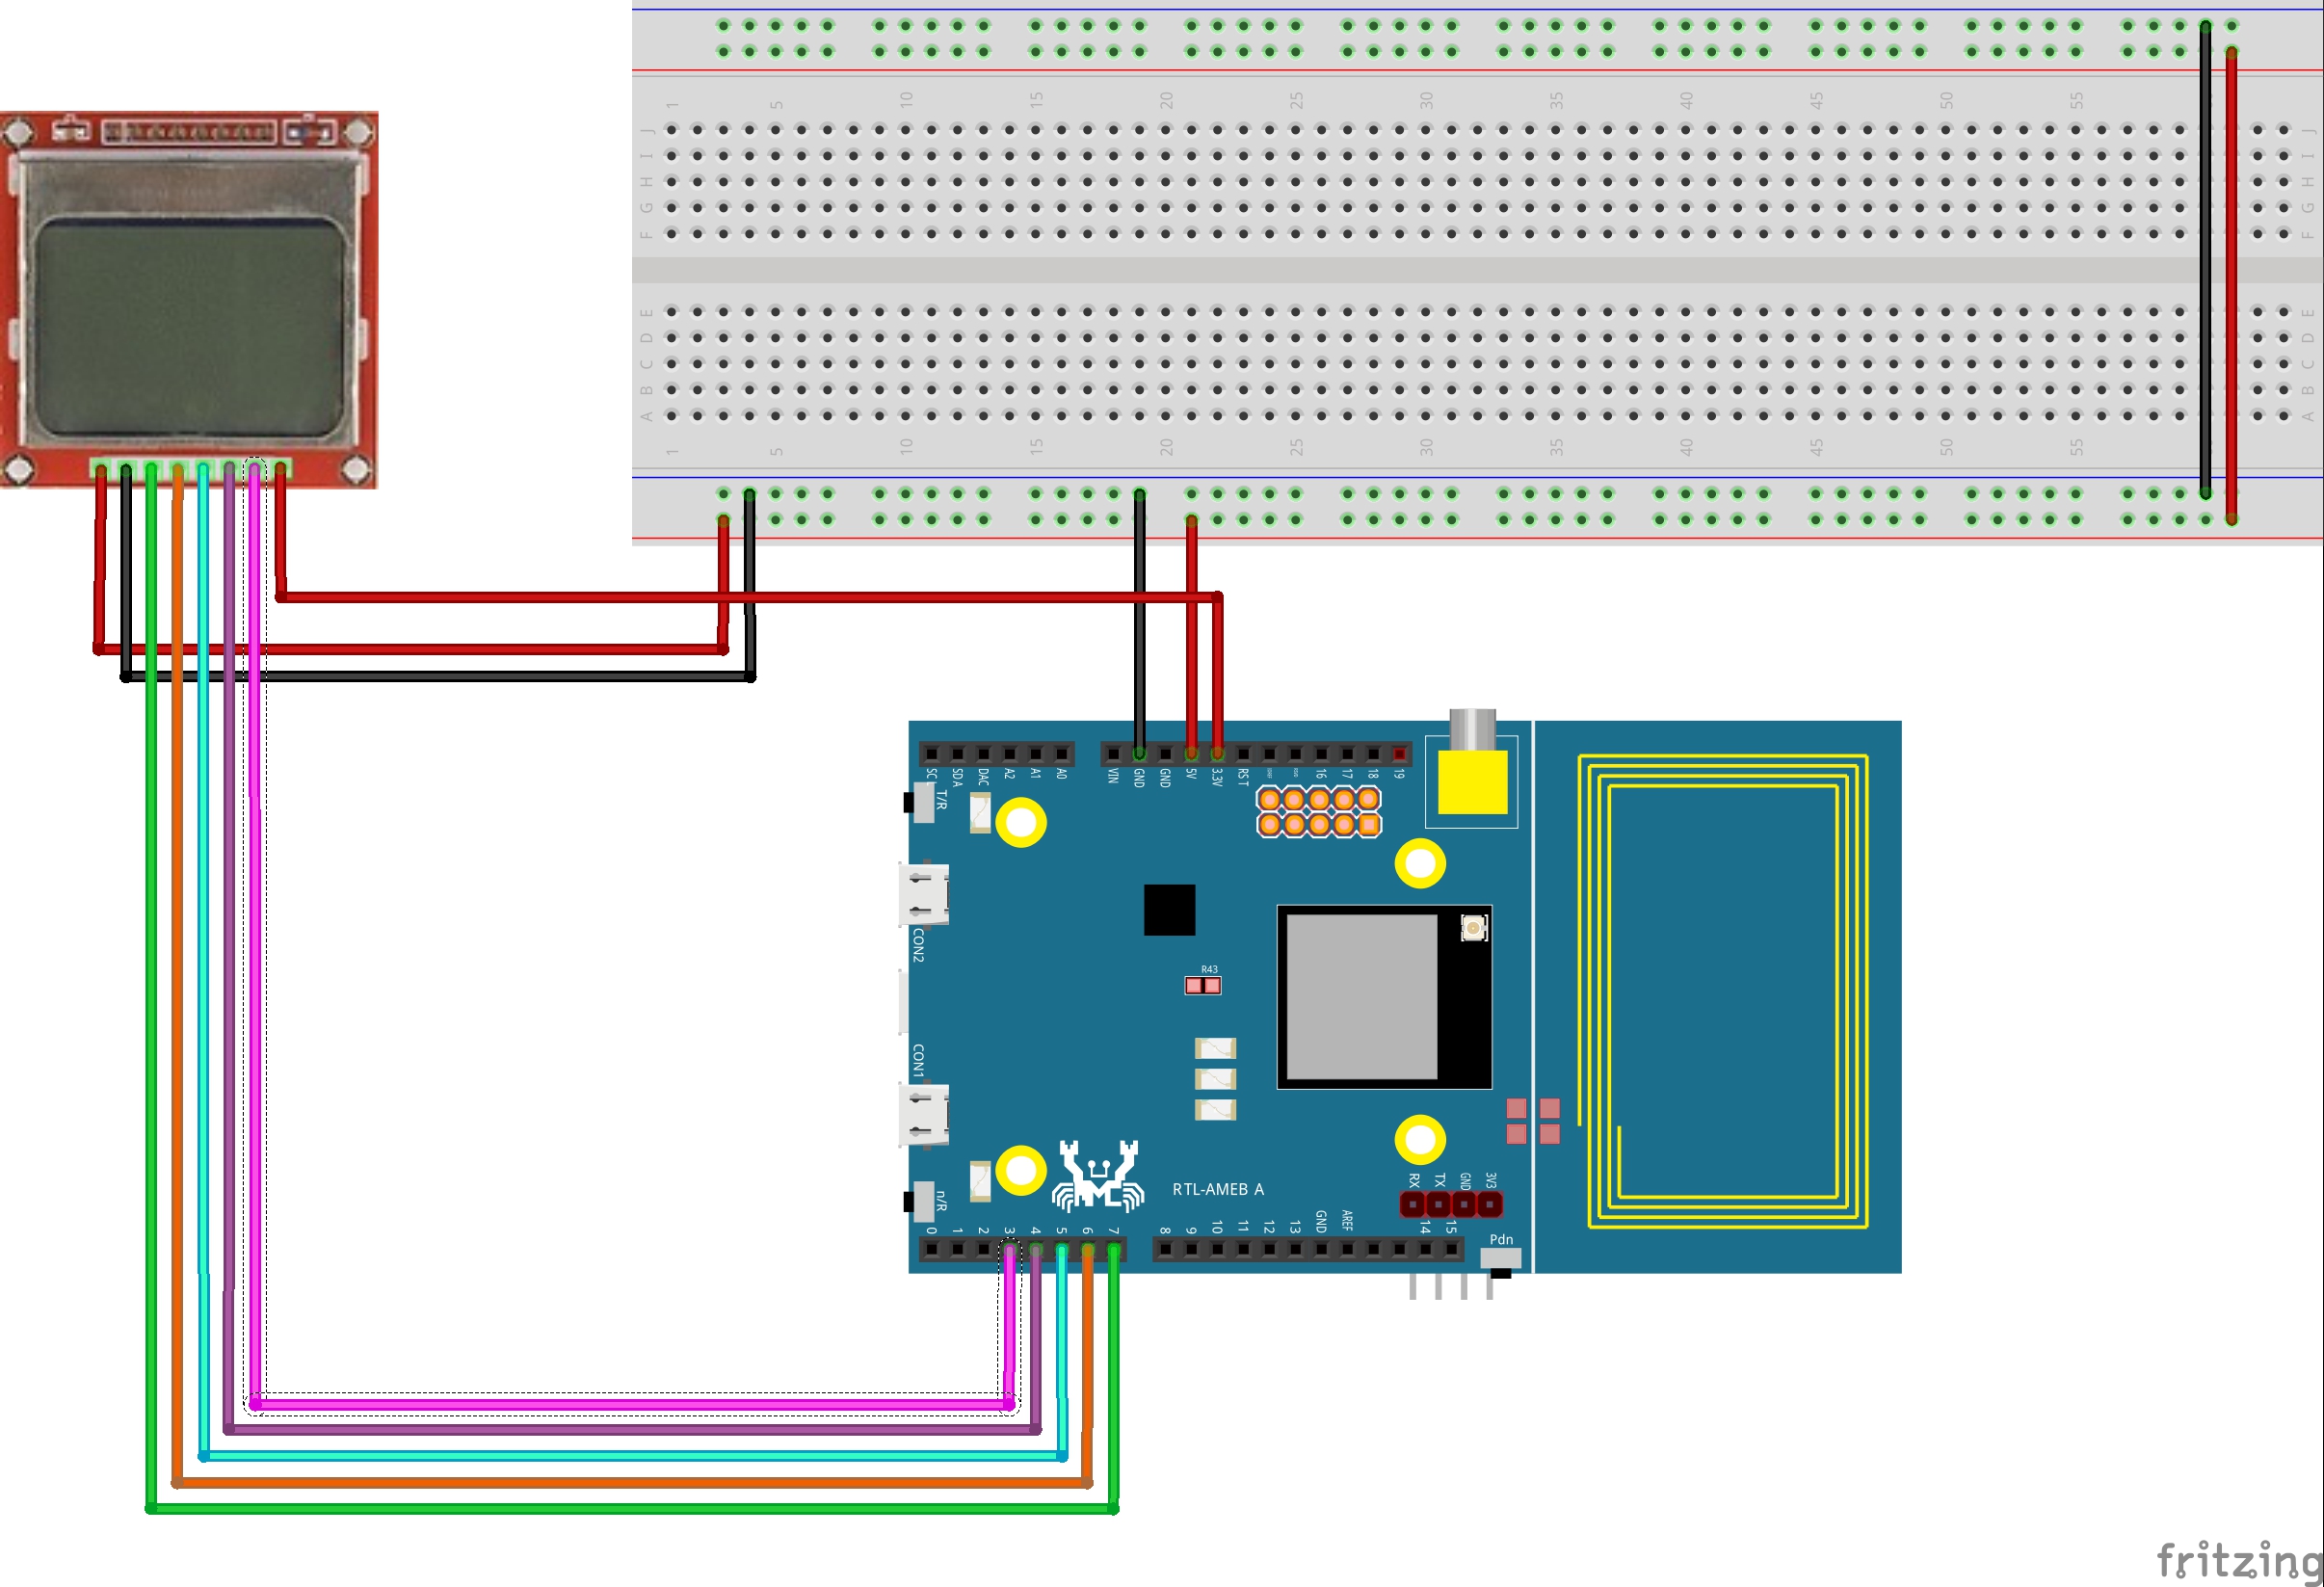 1 5 10 15 20 25 30 35 40 45 50 55
J J
I I
H H
G G
F F
E E
D D
C C
B B
A A
1 5 10 15 20 25 30 35 40 45 50 55
SDA DAC A2 A1 A0 VIN GND GND 5V 3.3V RST 16 17 18 19
T/R
CON2
R43
CON1
RTL-AMEB A
RX TX GND 3V3
n/R
0 1 2 3 4 5 6 7 8 9 10 11 12 13 GND AREF 14 15
Pdn
fritzing